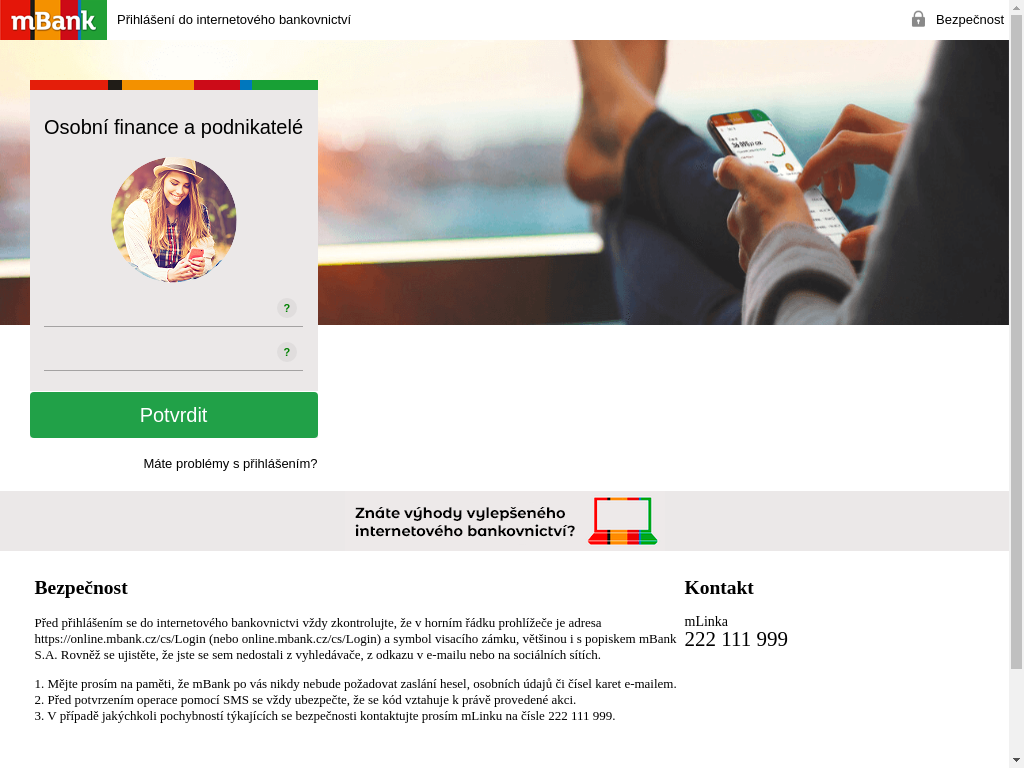 mBank
Přihlášení do internetového bankovnictví
Bezpečnost
Osobní finance a podnikatelé
?
?
Potvrdit
Máte problémy s přihlášením?
Znáte výhody vylepšeného
internetového bankovnictví?
Bezpečnost
Před přihlášením se do internetového bankovnictvi vždy zkontrolujte, že v horním řádku prohlížeče je adresa
https://online.mbank.cz/cs/Login (nebo online.mbank.cz/cs/Login) a symbol visacího zámku, většinou i s popiskem mBank
S.A. Rovněž se ujistěte, že jste se sem nedostali z vyhledávače, z odkazu v e-mailu nebo na sociálních sítích.
1. Mějte prosím na paměti, že mBank po vás nikdy nebude požadovat zaslání hesel, osobních údajů či čísel karet e-mailem.
2. Před potvrzením operace pomocí SMS se vždy ubezpečte, že se kód vztahuje k právě provedené akci.
3. V případě jakýchkoli pochybností týkajících se bezpečnosti kontaktujte prosím mLinku na čísle 222 111 999.
Kontakt
mLinka
222 111 999